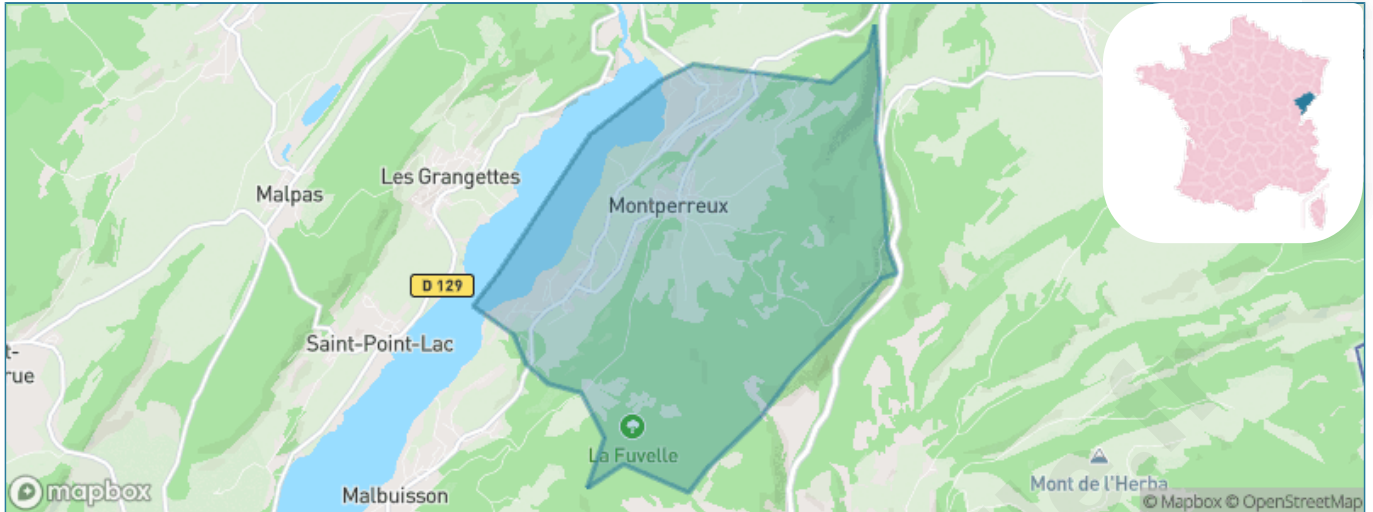 Malpas
Les Grangettes
Montperreux
D 129
Saint-Point-Lac
t-
rue
La Fuvelle
Malbuisson
Mont de l'Herba
mapbox
© Mapbox © OpenStreetMap